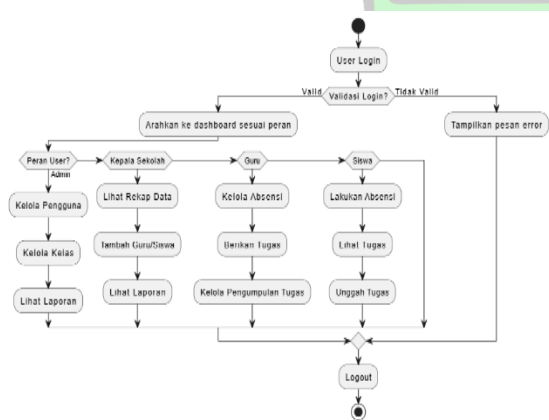 User Login
Valid
Validasi Login?
Tidak Valid
Arahkan ke dashboard sesuai peran
Tampilkan pesan error
Peran User?
Kepala Sekolah
Guru
Siswa
Admin
Kelola Pengguna
Lihat Rekap Data
Kelola Absensi
Lakukan Absensi
Kelola Kelas
Tambah Guru/Siswa
Berikan Tugas
Lihat Tugas
Lihat Laporan
Lihat Laporan
Kelola Pengumpulan Tugas
Unggah Tugas
Logout